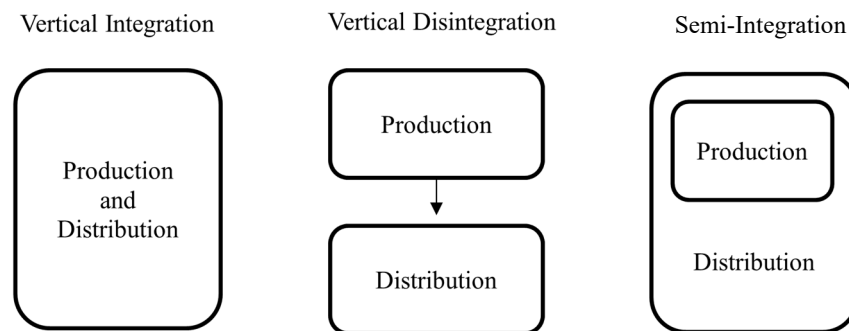 Vertical Integration
Vertical Disintegration
Semi-Integration
Production
and
Distribution
Production
Distribution
Production
Distribution